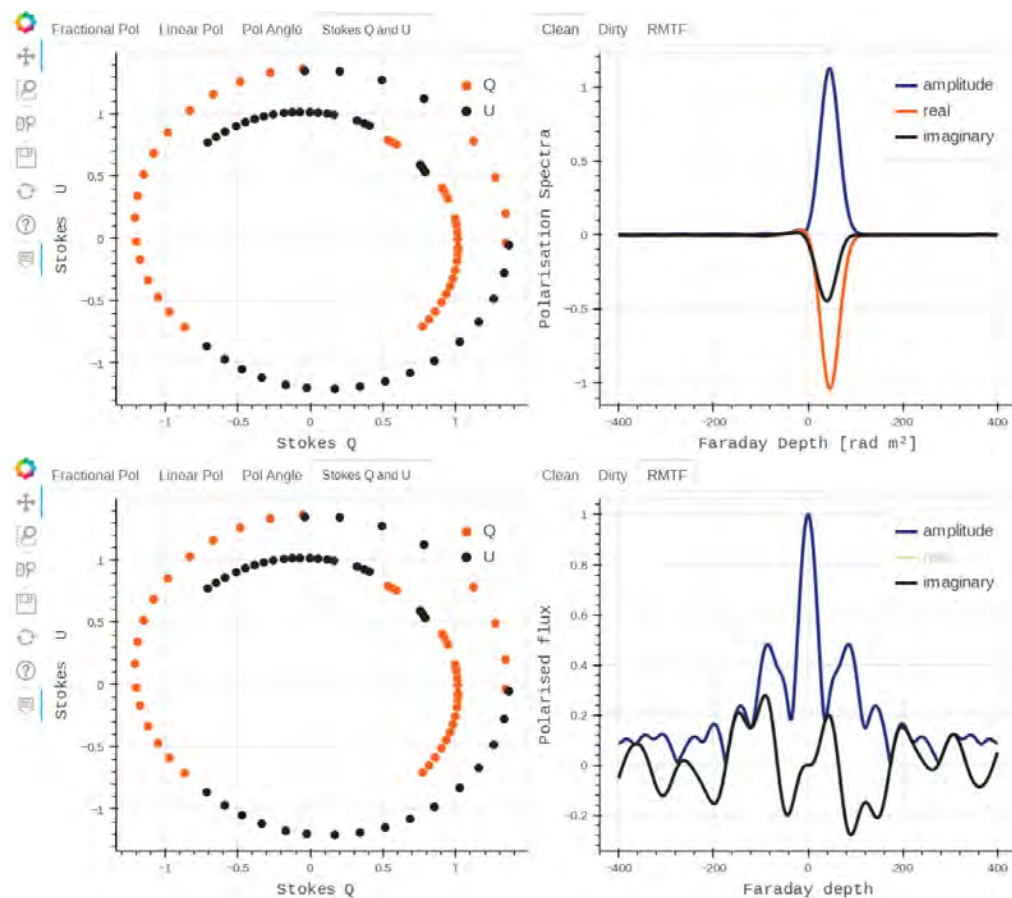 Fractional Pol Linear Pol Pol Angle Stokes Q and U
Clean Dirty RMTF
Q
U
1
0.5
0
−0.5
−1
Stokes U
−1 −0.5 0 0.5 1
Stokes Q
amplitude
real
imaginary
1
0.5
0
−0.5
−1
Polarisation Spectra
−400 −200 0 200 400
Faraday Depth [rad m²]
Fractional Pol Linear Pol Pol Angle Stokes Q and U
Clean Dirty RMTF
Q
U
1
0.5
0
−0.5
−1
Stokes U
−1 −0.5 0 0.5 1
Stokes Q
amplitude
real
imaginary
1
0.8
0.6
0.4
0.2
0
−0.2
Polarised flux
−400 −200 0 200 400
Faraday depth